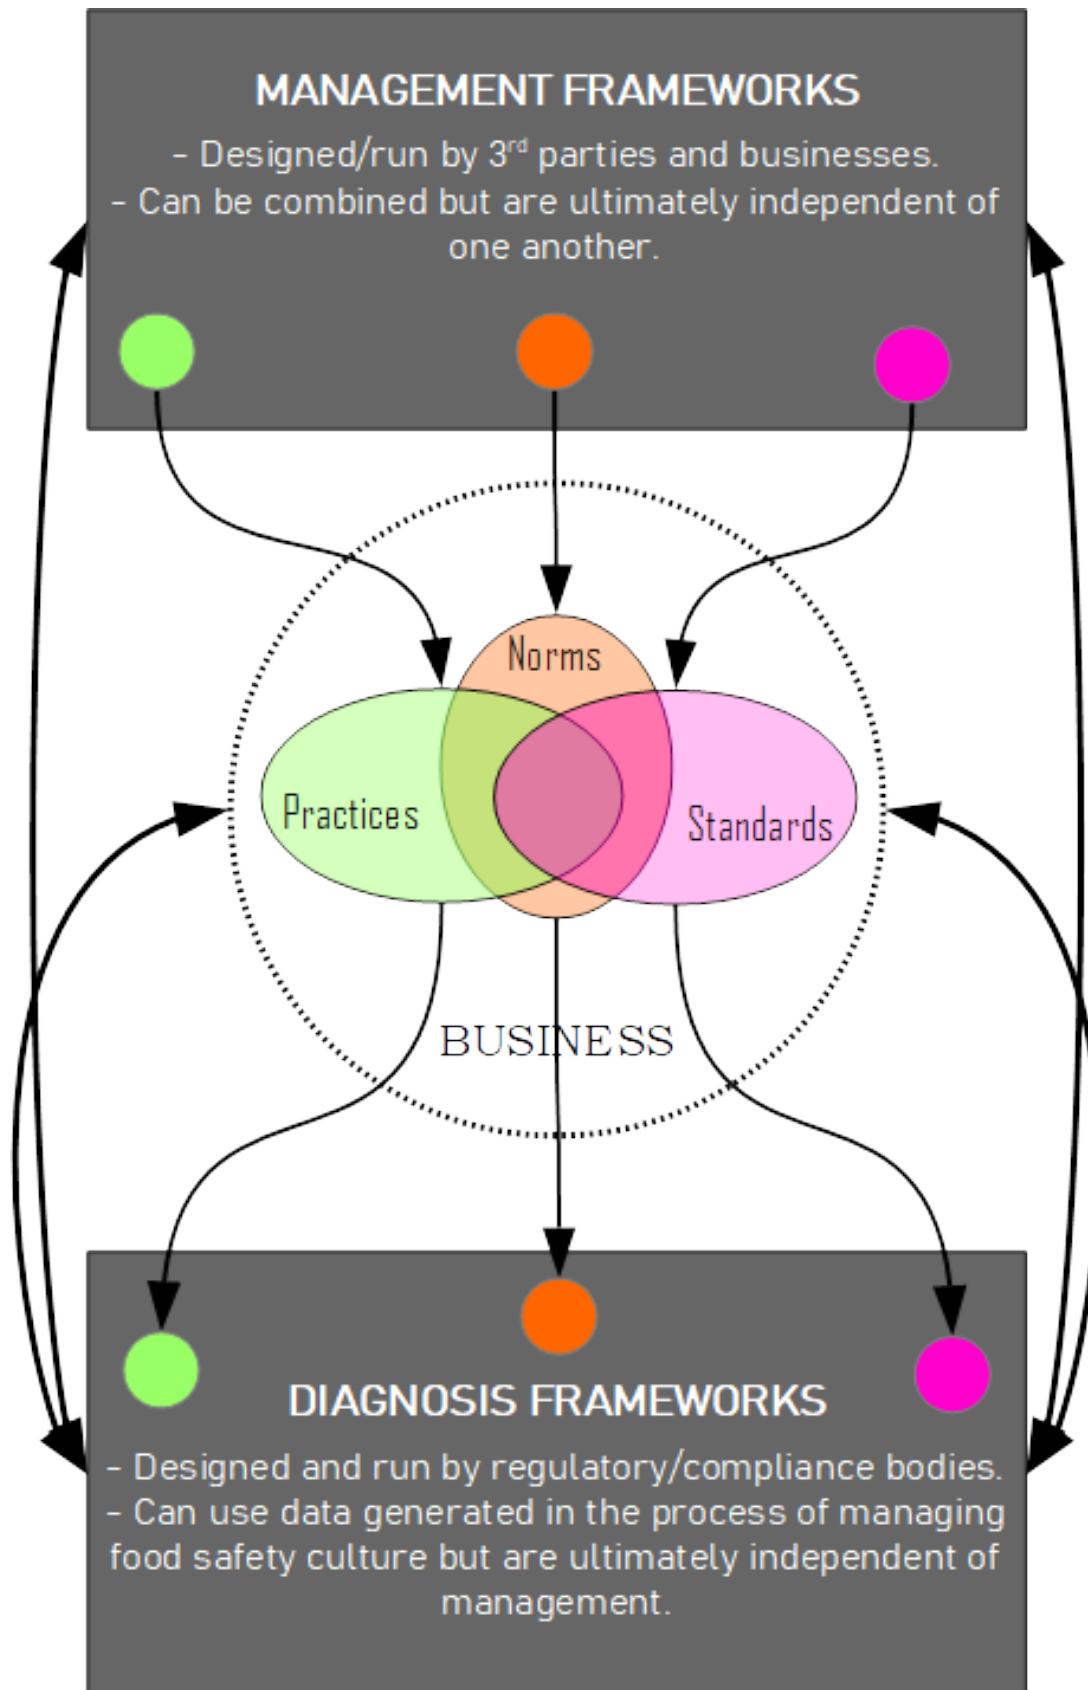 MANAGEMENT FRAMEWORKS
- Designed/run by 3rd parties and businesses.
- Can be combined but are ultimately independent of
one another.
Norms
Practices
Standards
BUSINESS
DIAGNOSIS FRAMEWORKS
- Designed and run by regulatory/compliance bodies.
- Can use data generated in the process of managing
food safety culture but are ultimately independent of
management.